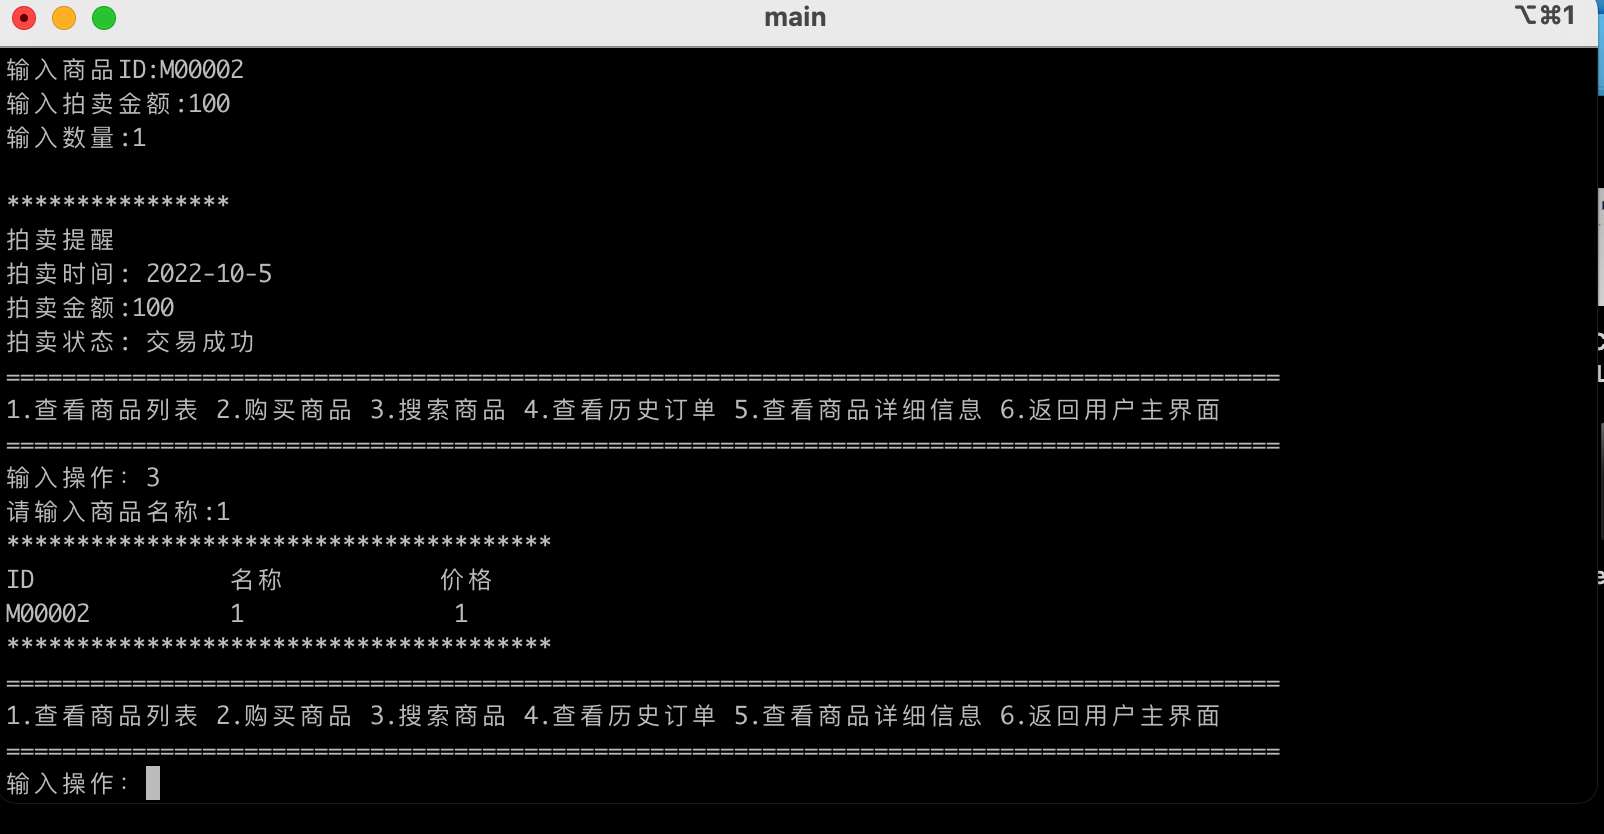 main
⌥⌘1
输入商品ID:M00002
输入拍卖金额:100
输入数量:1
****************
拍卖提醒
拍卖时间: 2022-10-5
拍卖金额:100
拍卖状态: 交易成功
===========================================================================================
1.查看商品列表 2.购买商品 3.搜索商品 4.查看历史订单 5.查看商品详细信息 6.返回用户主界面
===========================================================================================
输入操作: 3
请输入商品名称:1
***************************************
ID 名称 价格
M00002 1 1
***************************************
===========================================================================================
1.查看商品列表 2.购买商品 3.搜索商品 4.查看历史订单 5.查看商品详细信息 6.返回用户主界面
===========================================================================================
输入操作: